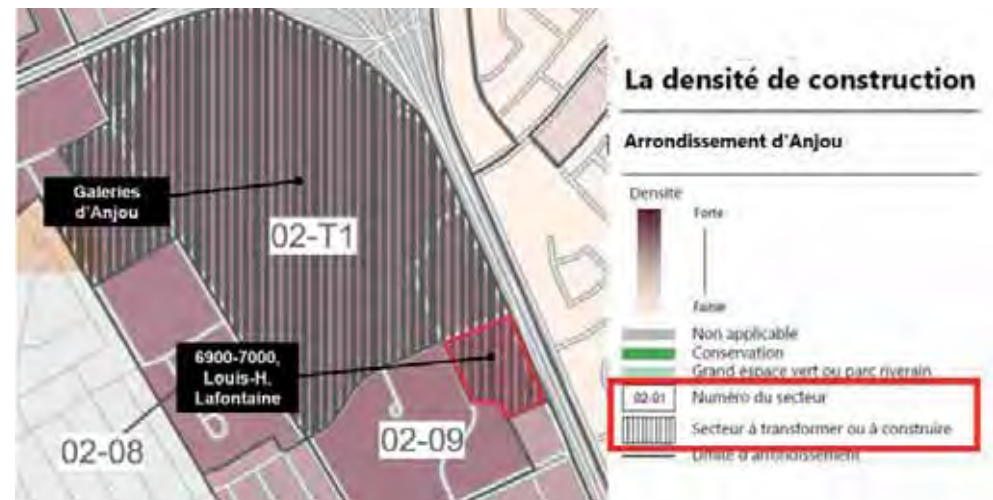 La densité de construction
Arrondissement d'Anjou
Densité
Forte
Faible
Non applicable
Conservation
Grand espace vert ou parc riverain
02-01 Numéro du secteur
Secteur à transformer ou à construire
Limite d'arrondissement
Galeries
d'Anjou
02-T1
6900-7000,
Louis-H.
Lafontaine
02-08
02-09